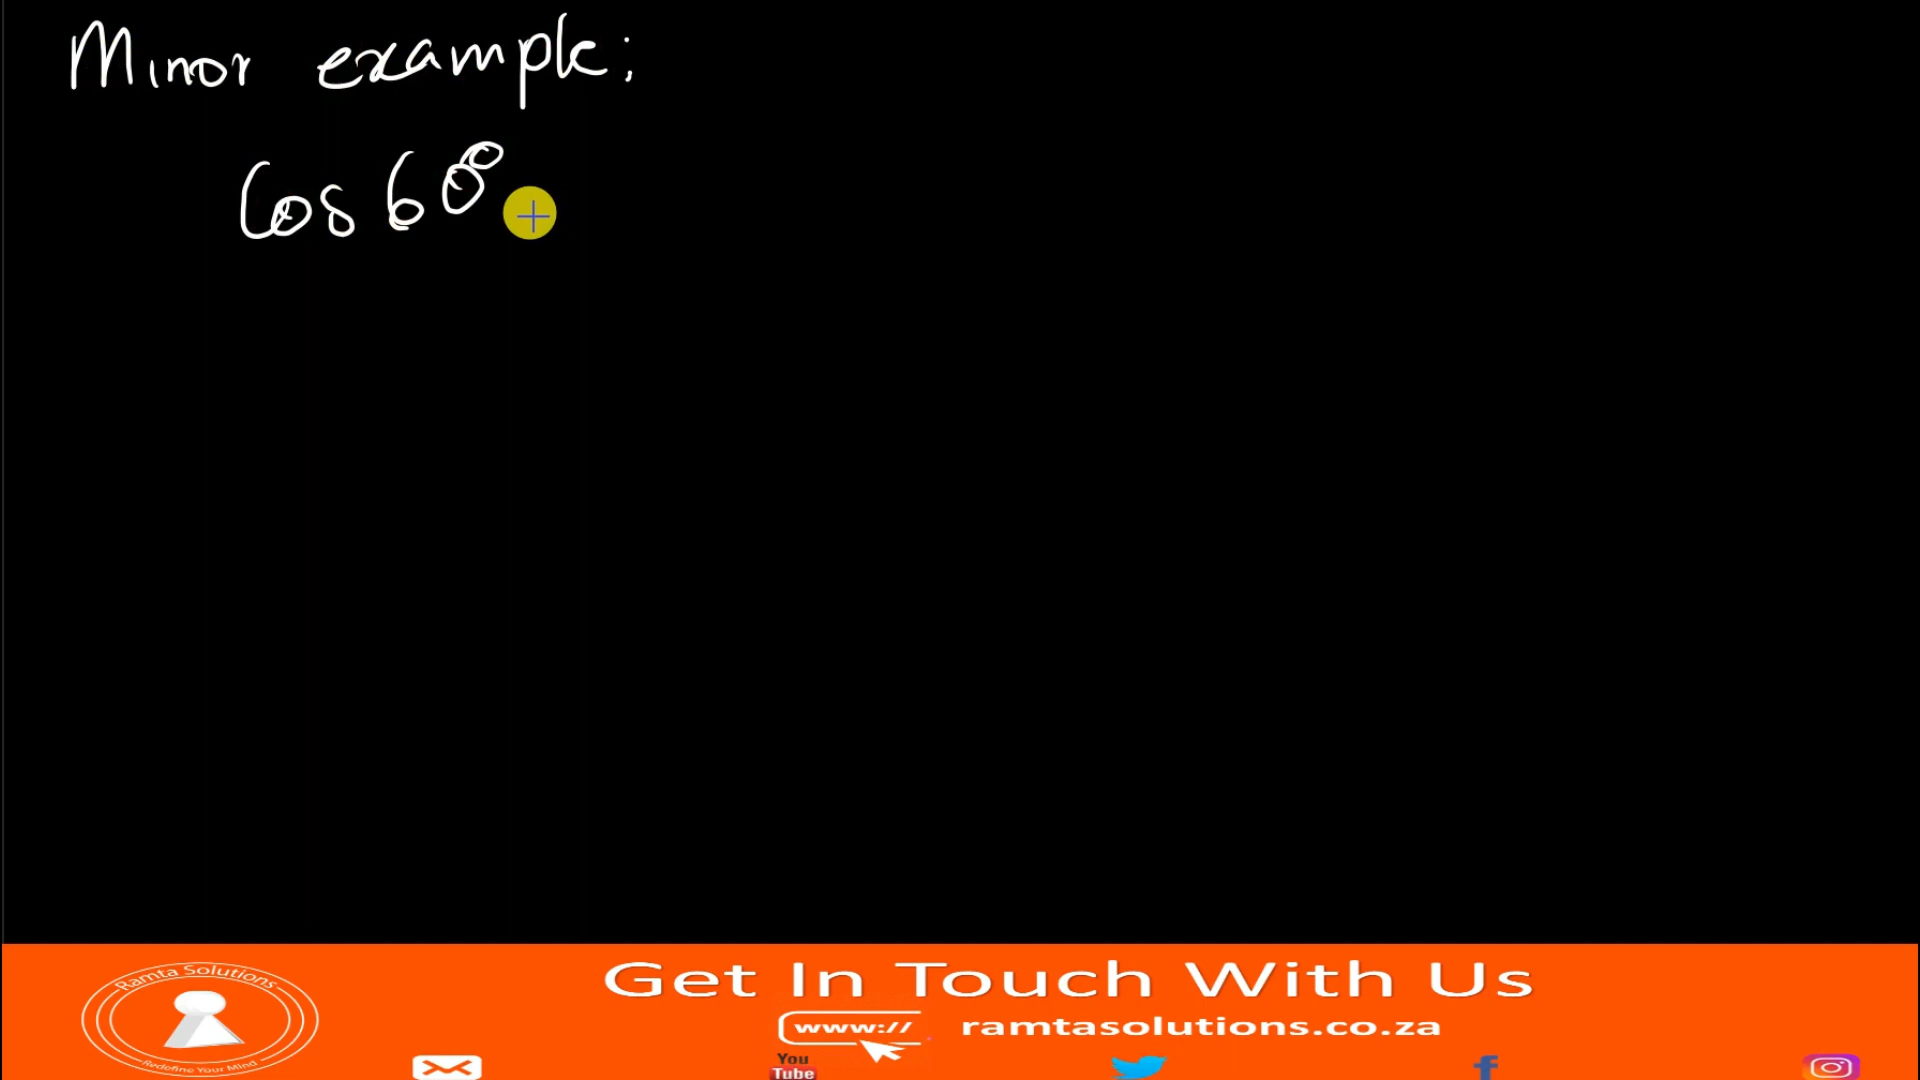 Minor example:
Cos 60°
Get In Touch With Us
www:// ramtasolutions.co.za
Ramta Solutions
Redefine Your Mind
You
Tube